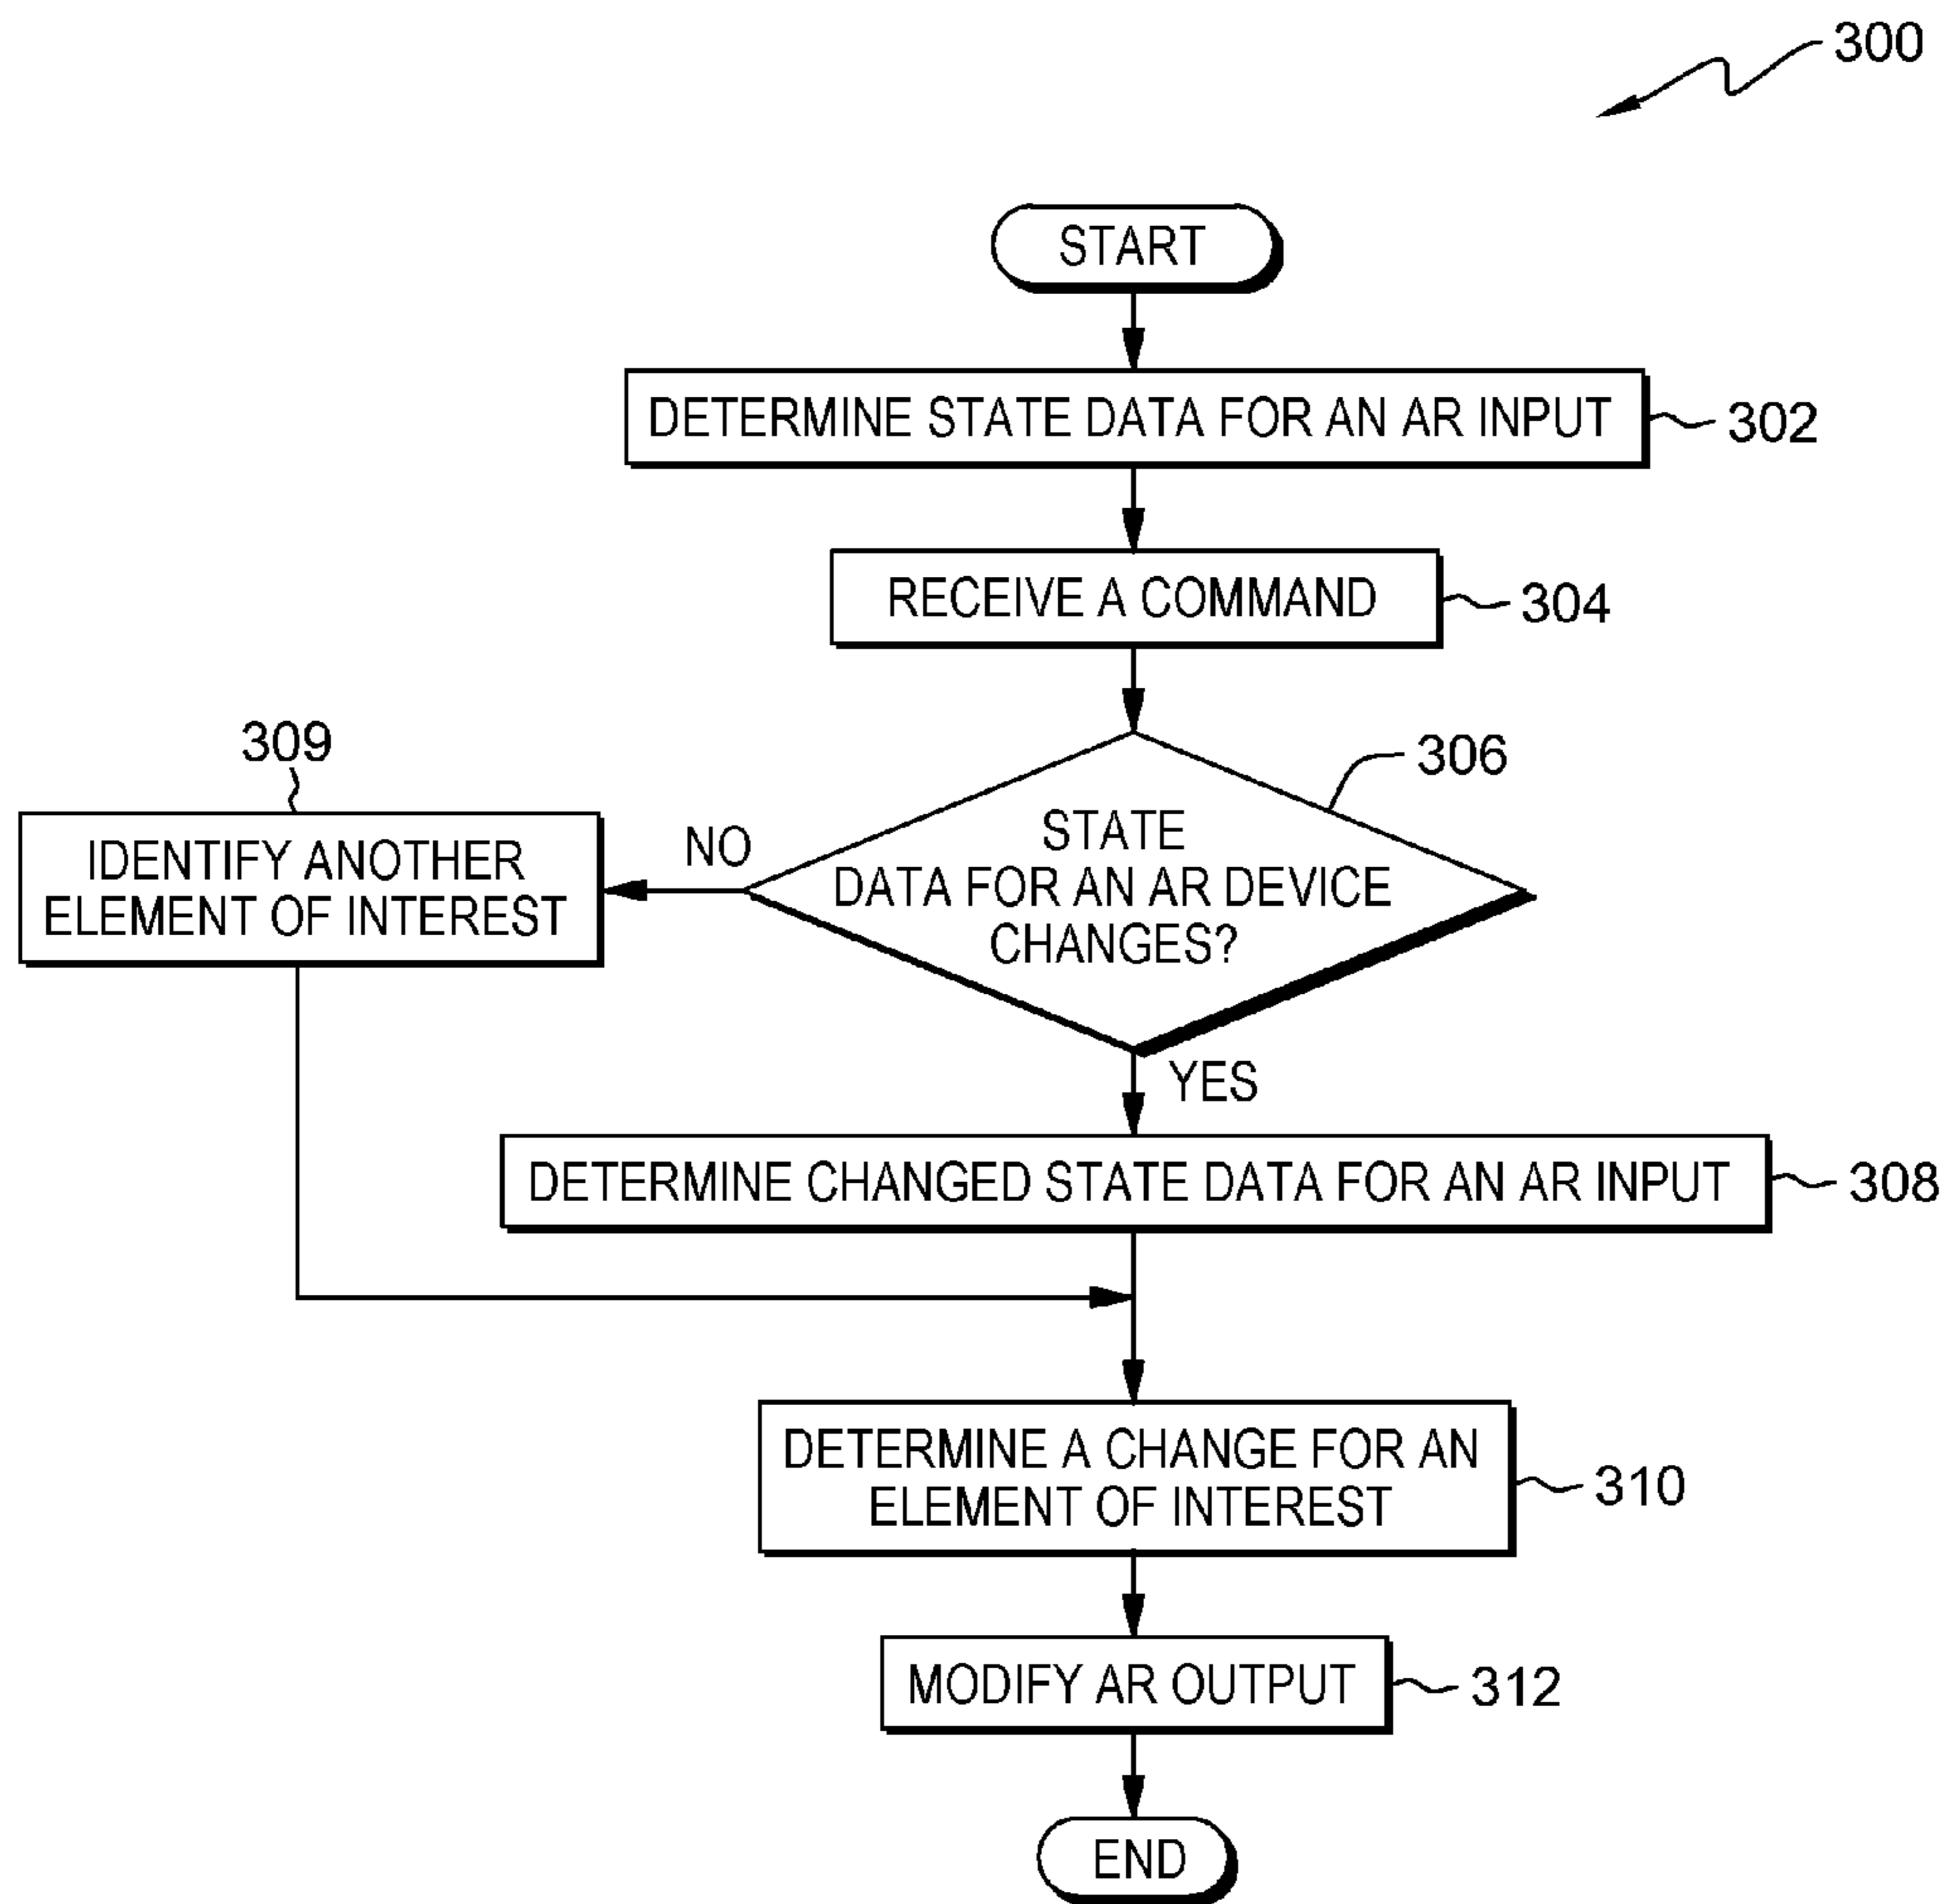 300
START
DETERMINE STATE DATA FOR AN AR INPUT
302
RECEIVE A COMMAND
304
306
STATE
DATA FOR AN AR DEVICE
CHANGES?
NO
309
IDENTIFY ANOTHER
ELEMENT OF INTEREST
YES
DETERMINE CHANGED STATE DATA FOR AN AR INPUT
308
DETERMINE A CHANGE FOR AN
ELEMENT OF INTEREST
310
MODIFY AR OUTPUT
312
END